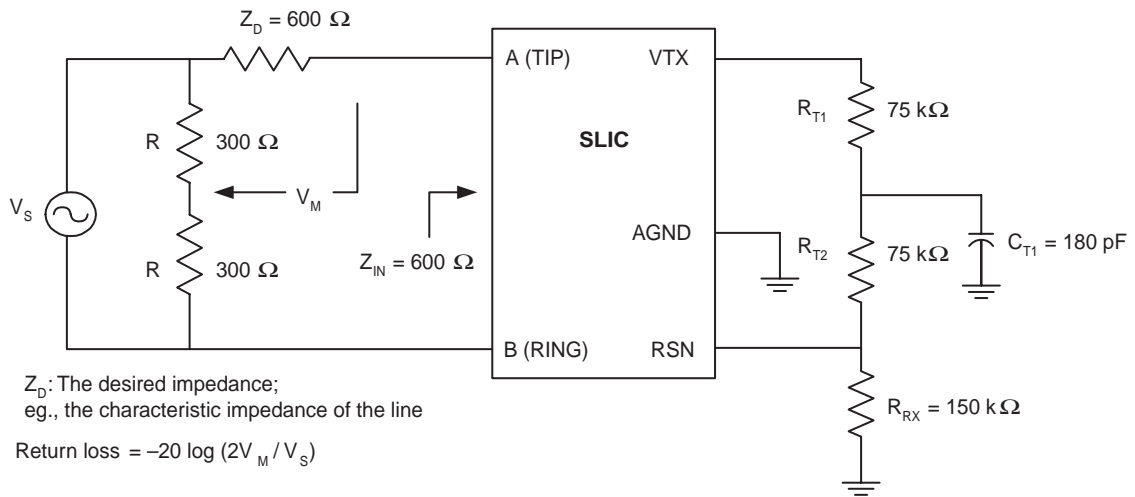 Z_D = 600 Ω
A (TIP)
VTX
R_T1
75 kΩ
R
300 Ω
SLIC
V_M
V_S
AGND
R_T2
75 kΩ
C_T1 = 180 pF
R
300 Ω
Z_IN = 600 Ω
B (RING)
RSN
Z_D: The desired impedance;
eg., the characteristic impedance of the line
R_RX = 150 kΩ
Return loss = –20 log (2V_M / V_S)